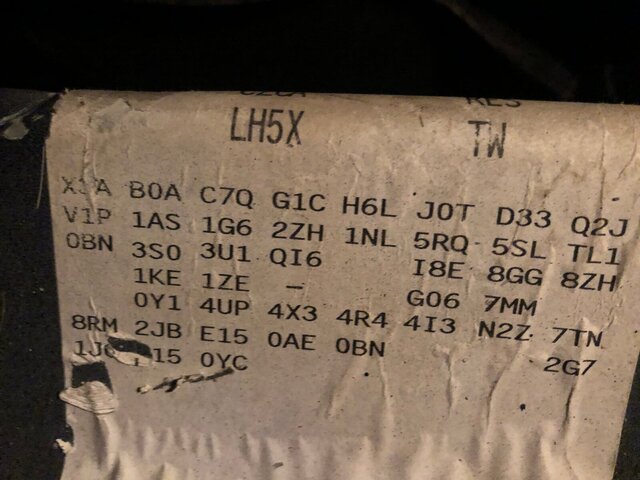 LH5X TW
B0A C7Q G1C H6L J0T D33 Q2J
V1P 1AS 1G6 2ZH 1NL 5RQ 5SL TL1
0BN 3S0 3U1 QI6 I8E 8GG 8ZH
1KE 1ZE - G06 7MM
0Y1 4UP 4X3 4R4 4I3 N2Z 7TN
8RM 2JB E15 0AE 0BN 2G7
0YC